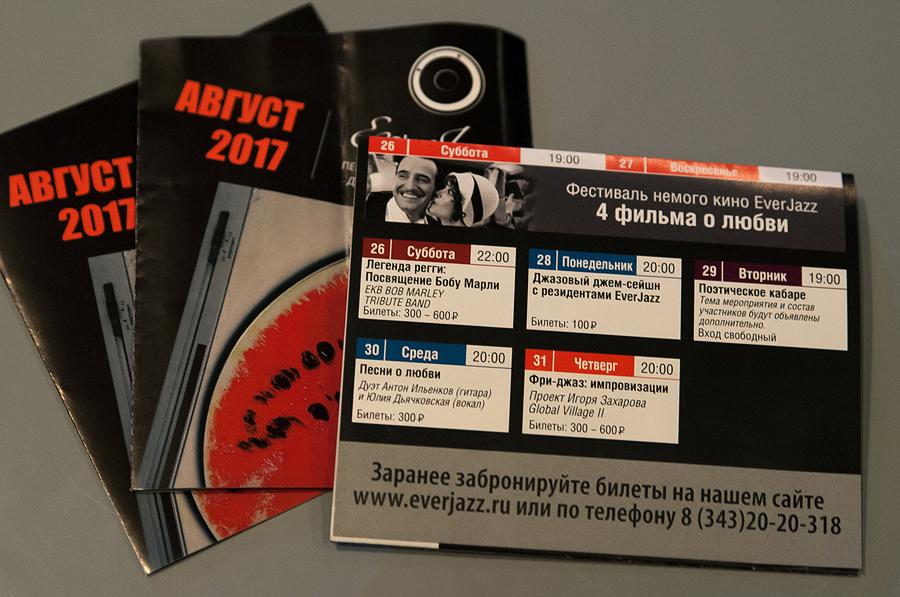 АВГУСТ
2017
АВГУСТ
2017
26 Суббота 19:00 27 Воскресенье 19:00
Фестиваль немого кино EverJazz
4 фильма о любви
26 Суббота 22:00
Легенда регги:
Посвящение Бобу Марли
EKB BOB MARLEY
TRIBUTE BAND
Билеты: 300 – 600₽
28 Понедельник 20:00
Джазовый джем-сейшн
с резидентами EverJazz
Билеты: 100₽
29 Вторник 19:00
Поэтическое кабаре
Тема мероприятия и состав
участников будут объявлены
дополнительно.
Вход свободный
30 Среда 20:00
Песни о любви
Дуэт Антон Ильенков (гитара)
и Юлия Дьячковская (вокал)
Билеты: 300₽
31 Четверг 20:00
Фри-джаз: импровизации
Проект Игоря Захарова
Global Village II
Билеты: 300 – 600₽
Заранее забронируйте билеты на нашем сайте
www.everjazz.ru или по телефону 8 (343)20-20-318